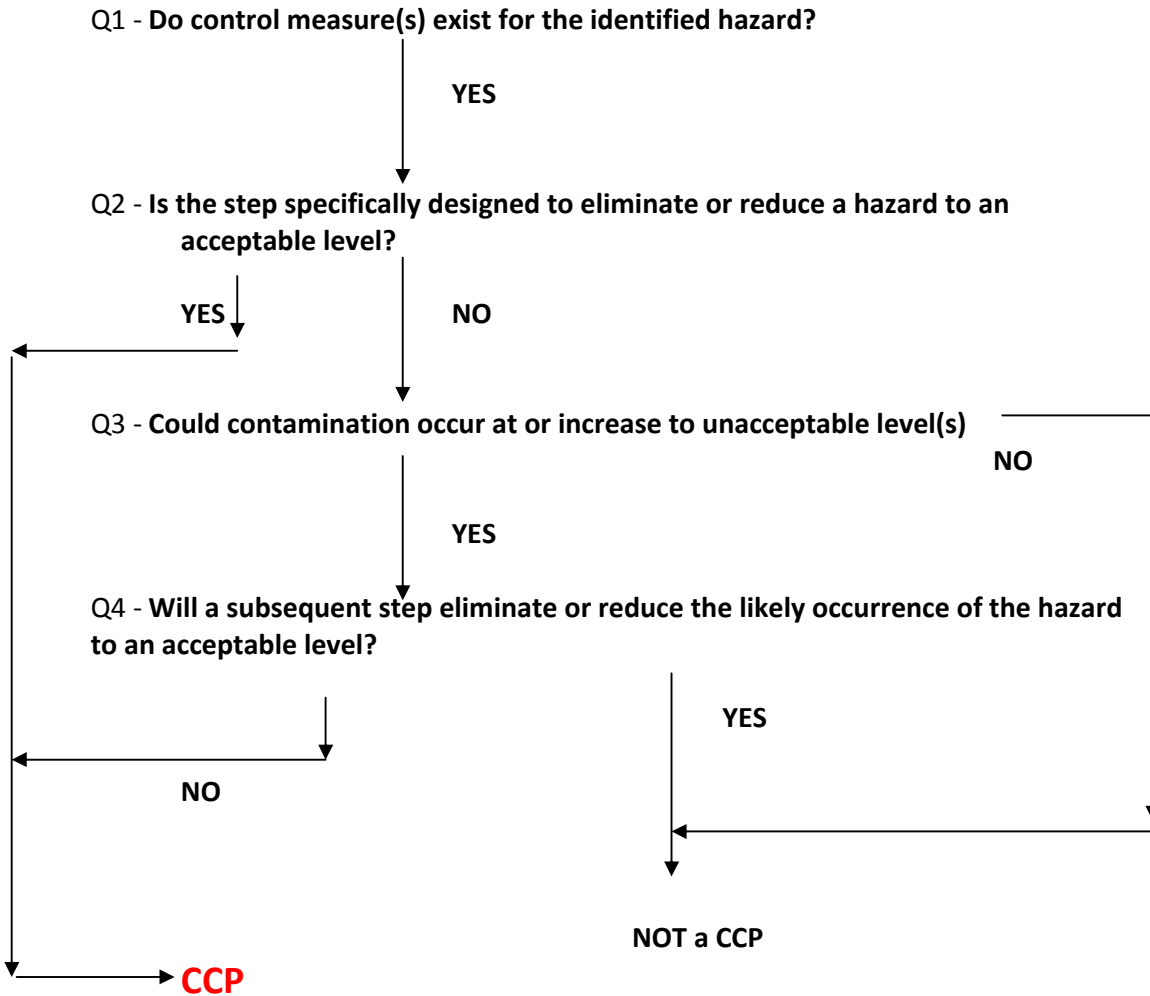 Q1 - Do control measure(s) exist for the identified hazard?
YES
Q2 - Is the step specifically designed to eliminate or reduce a hazard to an
acceptable level?
YES
NO
Q3 - Could contamination occur at or increase to unacceptable level(s)
NO
YES
Q4 - Will a subsequent step eliminate or reduce the likely occurrence of the hazard
to an acceptable level?
YES
NO
NOT a CCP
CCP